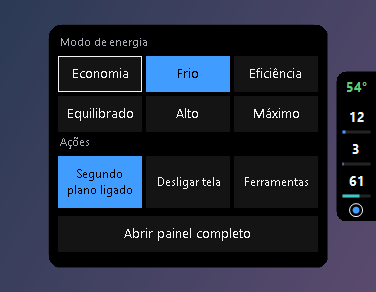 Modo de energia
Economia
Frio
Eficiência
Equilibrado
Alto
Máximo
Ações
Segundo
plano ligado
Desligar tela
Ferramentas
Abrir painel completo
54°
12
3
61